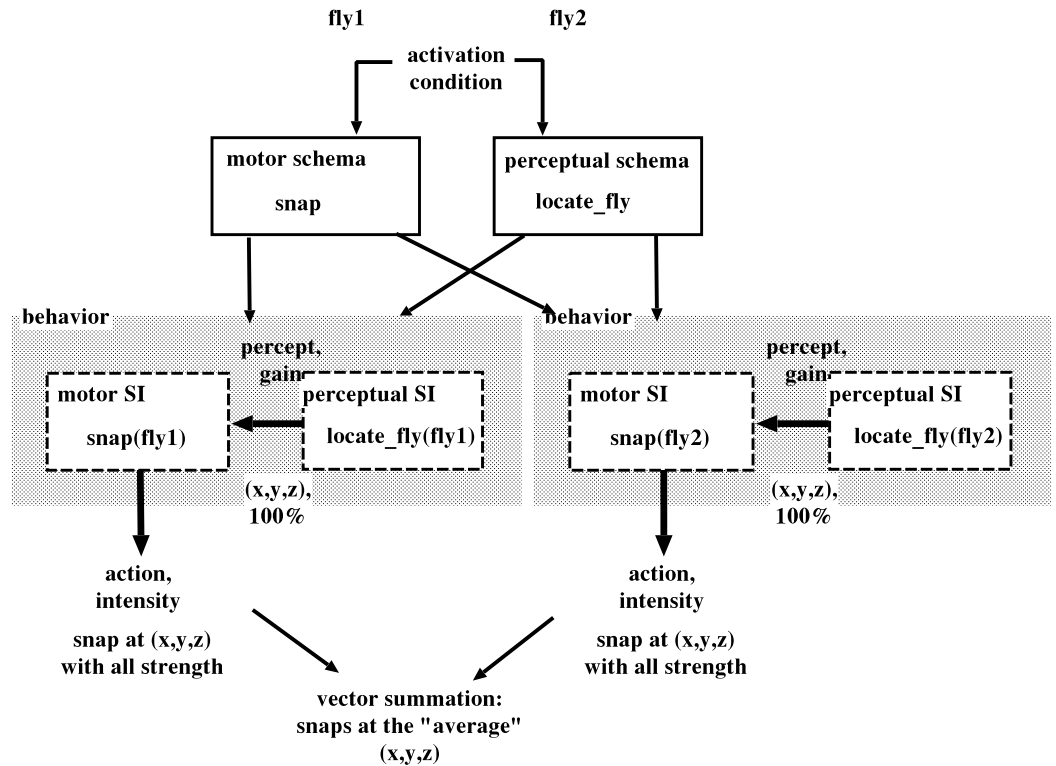 fly1
fly2
activation
condition
motor schema
snap
perceptual schema
locate_fly
behavior
percept,
gain
motor SI
snap(fly1)
perceptual SI
locate_fly(fly1)
(x,y,z),
100%
action,
intensity
snap at (x,y,z)
with all strength
behavior
percept,
gain
motor SI
snap(fly2)
perceptual SI
locate_fly(fly2)
(x,y,z),
100%
action,
intensity
snap at (x,y,z)
with all strength
vector summation:
snaps at the "average"
(x,y,z)